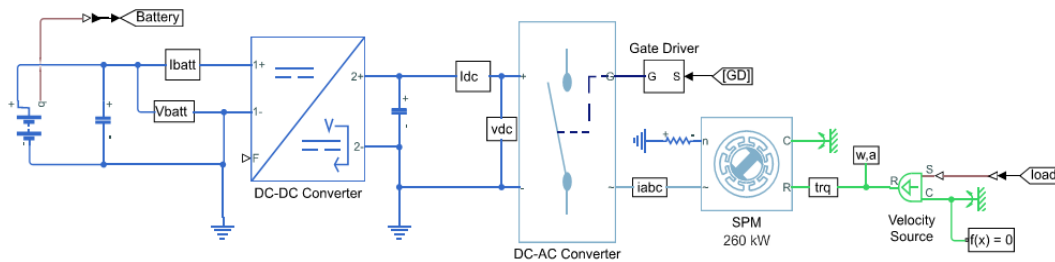 Battery
Ibatt
Vbatt
+
-
q
+
-
1+
1-
F
V
2+
2-
DC-DC Converter
+
-
Idc
vdc
+
-
G
~
DC-AC Converter
Gate Driver
G
S
[GD]
+
-
iabc
n
~
C
R
SPM
260 kW
trq
w,a
R
S
C
Velocity
Source
load
f(x) = 0